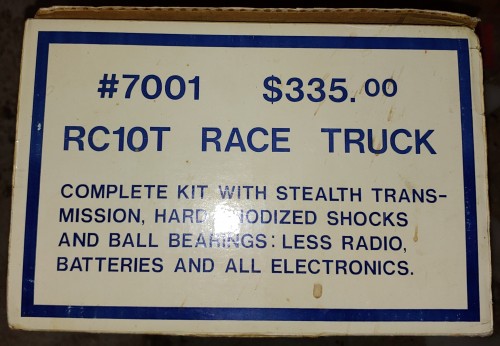 #7001 $335.00
RC10T RACE TRUCK
COMPLETE KIT WITH STEALTH TRANS-
MISSION, HARD ANODIZED SHOCKS
AND BALL BEARINGS: LESS RADIO,
BATTERIES AND ALL ELECTRONICS.